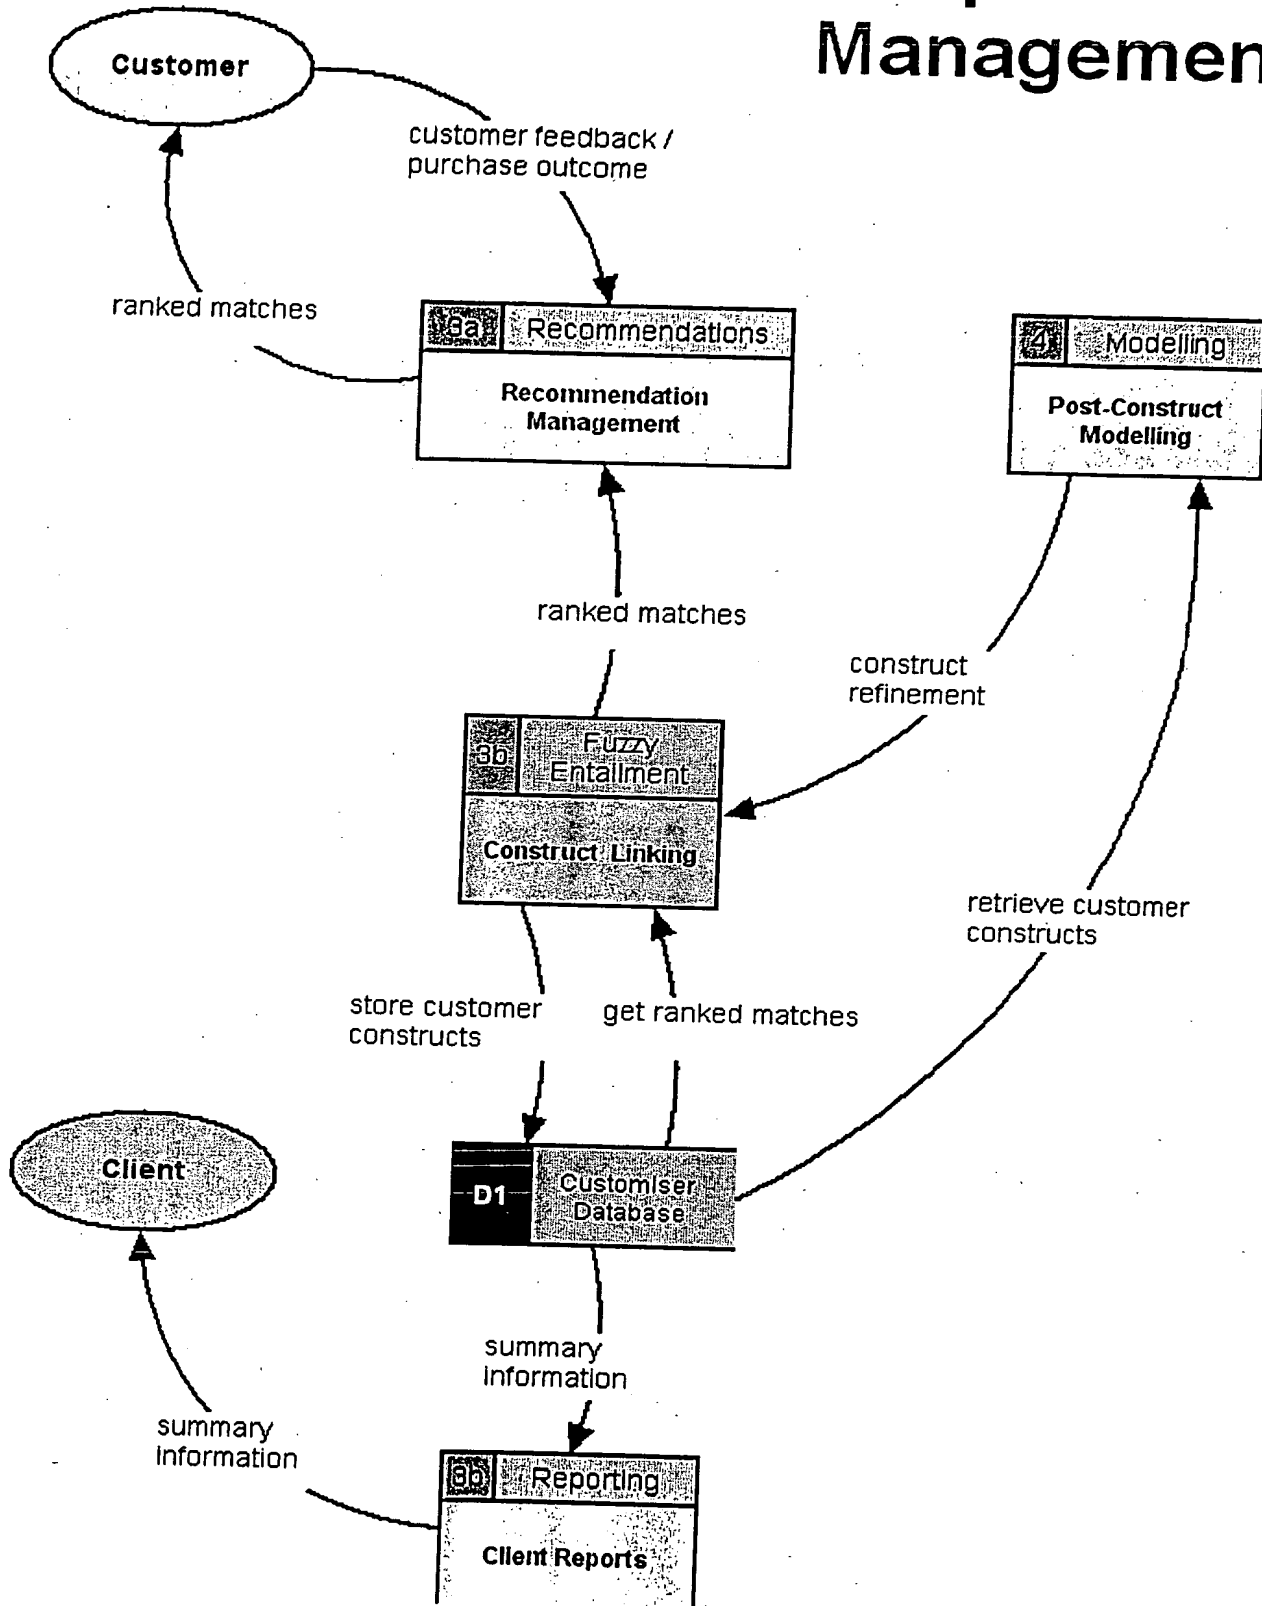 Managemen
Customer
customer feedback /
purchase outcome
ranked matches
3a
Recommendations
Recommendation
Management
4
Modelling
Post-Construct
Modelling
ranked matches
construct
refinement
3b
Fuzzy
Entailment
Construct Linking
retrieve customer
constructs
store customer
constructs
get ranked matches
Client
D1
Customiser
Database
summary
information
summary
information
3b
Reporting
Client Reports